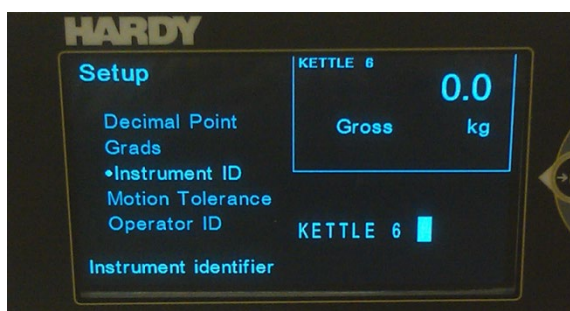 HARDY
Setup
Decimal Point
Grads
•Instrument ID
Motion Tolerance
Operator ID
Instrument identifier
KETTLE 6
0.0
Gross kg
KETTLE 6